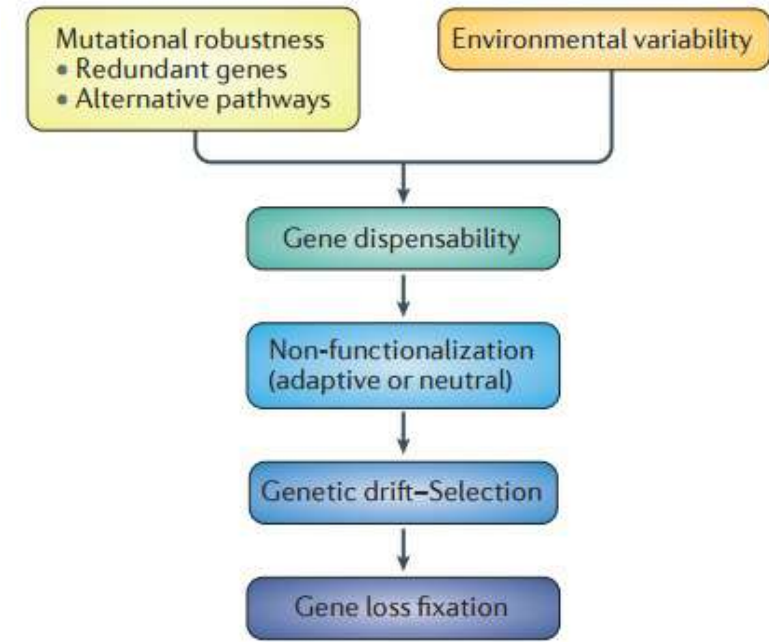 Mutational robustness
• Redundant genes
• Alternative pathways
Environmental variability
Gene dispensability
Non-functionalization
(adaptive or neutral)
Genetic drift–Selection
Gene loss fixation